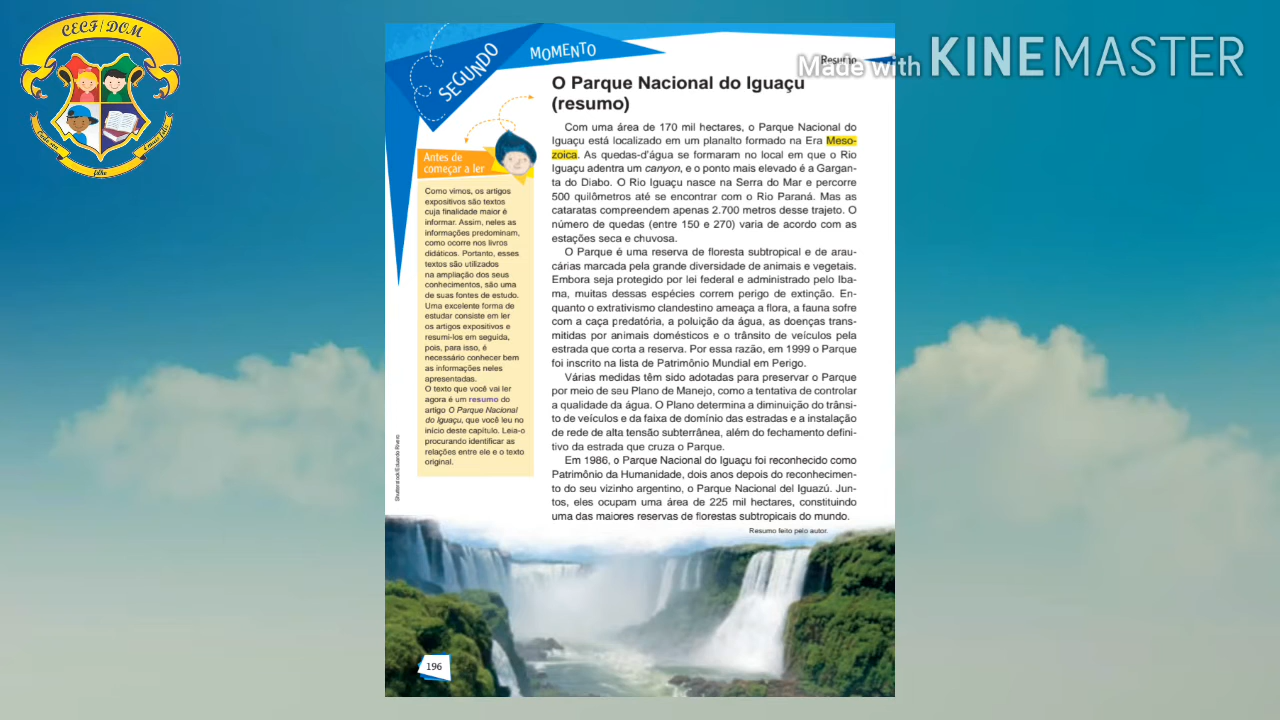 CECF/DOM
SEGUNDO
MOMENTO
Resumo
Made with KINEMASTER
O Parque Nacional do Iguaçu
(resumo)
Com uma área de 170 mil hectares, o Parque Nacional do
Iguaçu está localizado em um planalto formado na Era Meso-
zoica. As quedas-d'água se formaram no local em que o Rio
Iguaçu adentra um canyon, e o ponto mais elevado é a Gargan-
ta do Diabo. O Rio Iguaçu nasce na Serra do Mar e percorre
500 quilômetros até se encontrar com o Rio Paraná. Mas as
cataratas compreendem apenas 2.700 metros desse trajeto. O
número de quedas (entre 150 e 270) varia de acordo com as
estações seca e chuvosa.
O Parque é uma reserva de floresta subtropical e de arau-
cárias marcada pela grande diversidade de animais e vegetais.
Embora seja protegido por lei federal e administrado pelo Iba-
ma, muitas dessas espécies correm perigo de extinção. En-
quanto o extrativismo clandestino ameaça a flora, a fauna sofre
com a caça predatória, a poluição da água, as doenças trans-
mitidas por animais domésticos e o trânsito de veículos pela
estrada que corta a reserva. Por essa razão, em 1999 o Parque
foi inscrito na lista de Patrimônio Mundial em Perigo.
Várias medidas têm sido adotadas para preservar o Parque
por meio de seu Plano de Manejo, como a tentativa de controlar
a qualidade da água. O Plano determina a diminuição do trânsi-
to de veículos e da faixa de domínio das estradas e a instalação
de rede de alta tensão subterrânea, além do fechamento defini-
tivo da estrada que cruza o Parque.
Em 1986, o Parque Nacional do Iguaçu foi reconhecido como
Patrimônio da Humanidade, dois anos depois do reconhecimen-
to do seu vizinho argentino, o Parque Nacional del Iguazú. Jun-
tos, eles ocupam uma área de 225 mil hectares, constituindo
uma das maiores reservas de florestas subtropicais do mundo.
Resumo feito pelo autor.
Antes de
começar a ler
Como vimos, os artigos
expositivos são textos
cuja finalidade maior é
informar. Assim, neles as
informações predominam,
como ocorre nos livros
didáticos. Portanto, esses
textos são utilizados
na ampliação dos seus
conhecimentos, são uma
de suas fontes de estudo.
Uma excelente forma de
estudar consiste em ler
os artigos expositivos e
resumi-los em seguida,
pois, para isso, é
necessário conhecer bem
as informações neles
apresentadas.
O texto que você vai ler
agora é um resumo do
artigo O Parque Nacional
do Iguaçu, que você leu no
início deste capítulo. Leia-o
procurando identificar as
relações entre ele e o texto
original.
Shutterstock/Eduardo Rivero
196